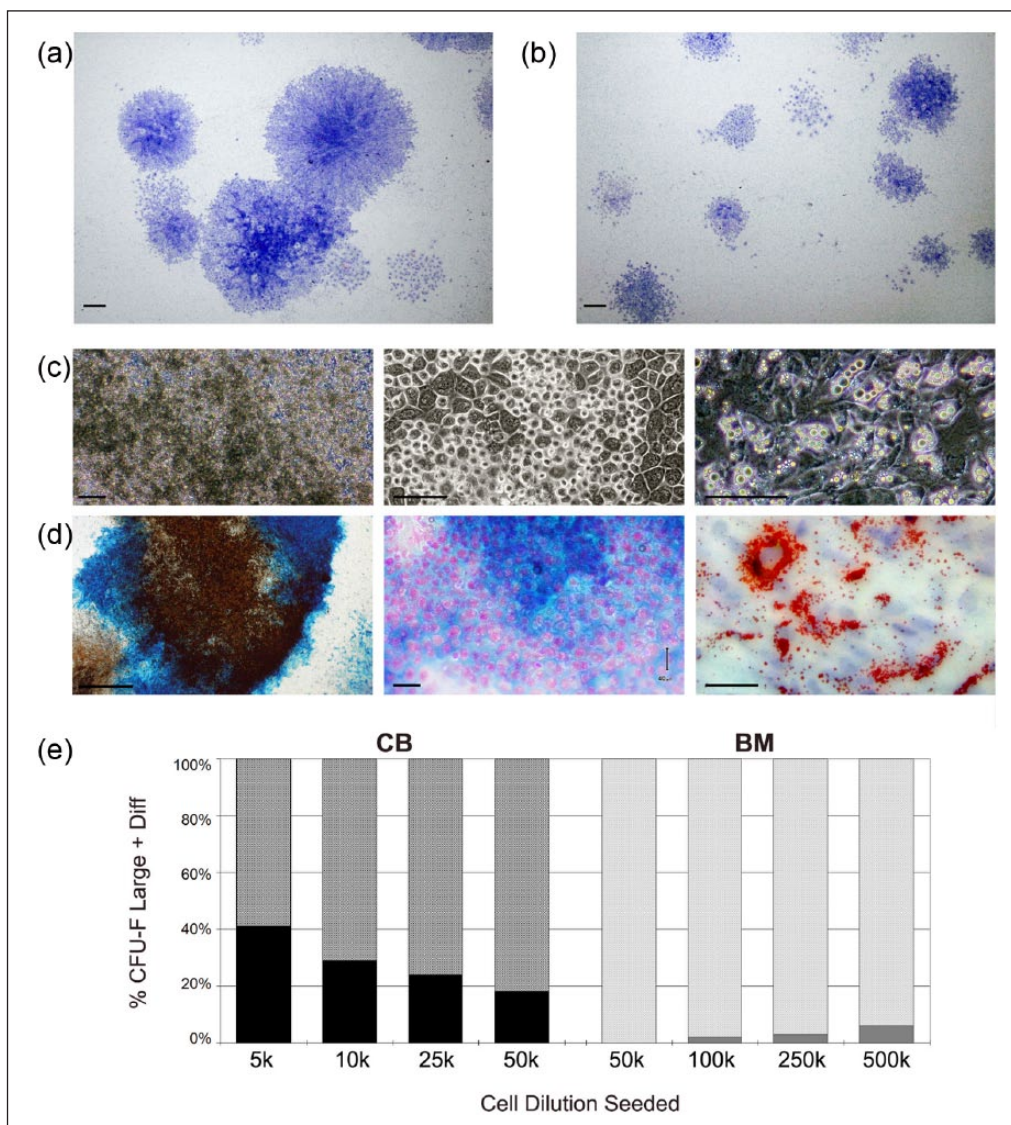 (a)
(b)
(c)
(d)
(e)
CB BM
% CFU-F Large + Diff
100%
80%
60%
40%
20%
0%
5k 10k 25k 50k 50k 100k 250k 500k
Cell Dilution Seeded